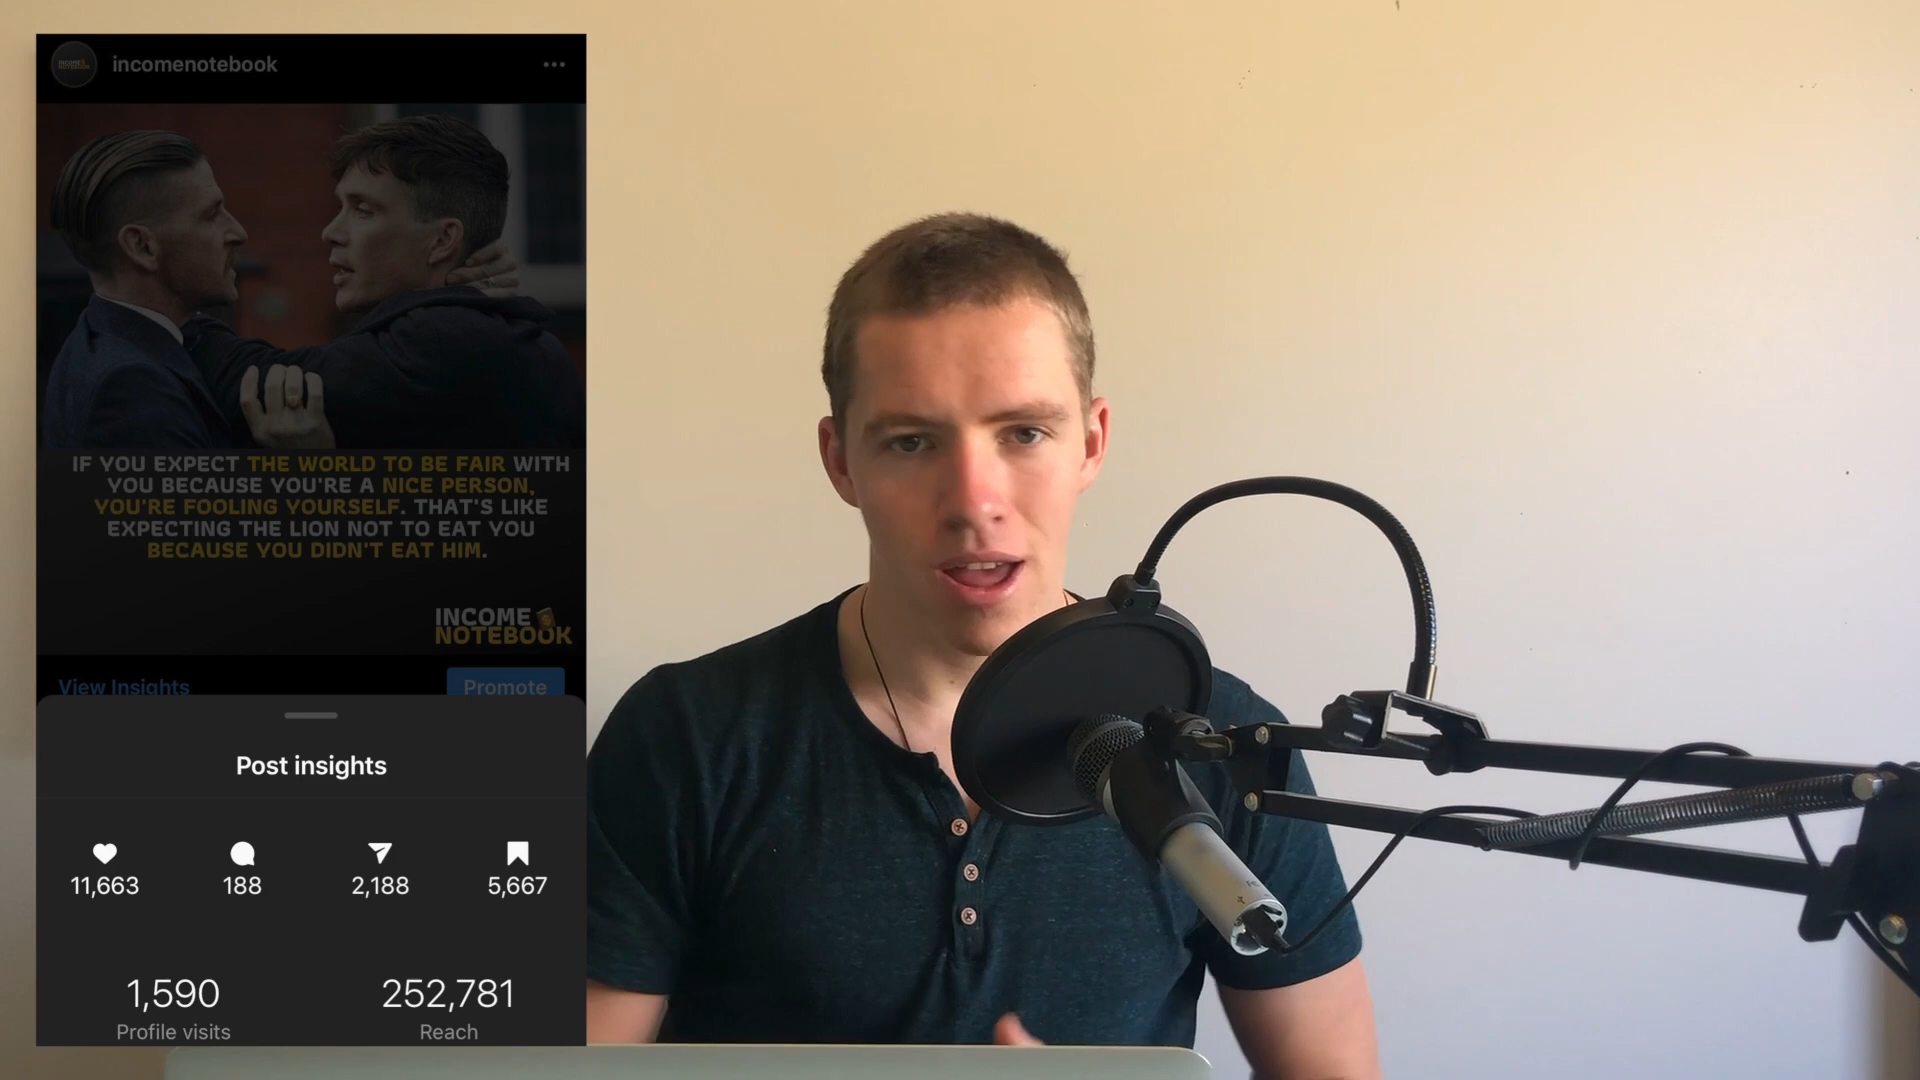 incomenotebook
IF YOU EXPECT THE WORLD TO BE FAIR WITH
YOU BECAUSE YOU'RE A NICE PERSON,
YOU'RE FOOLING YOURSELF. THAT'S LIKE
EXPECTING THE LION NOT TO EAT YOU
BECAUSE YOU DIDN'T EAT HIM.
INCOME
NOTEBOOK
View Insights
Promote
Post insights
11,663
188
2,188
5,667
1,590
252,781
Profile visits
Reach